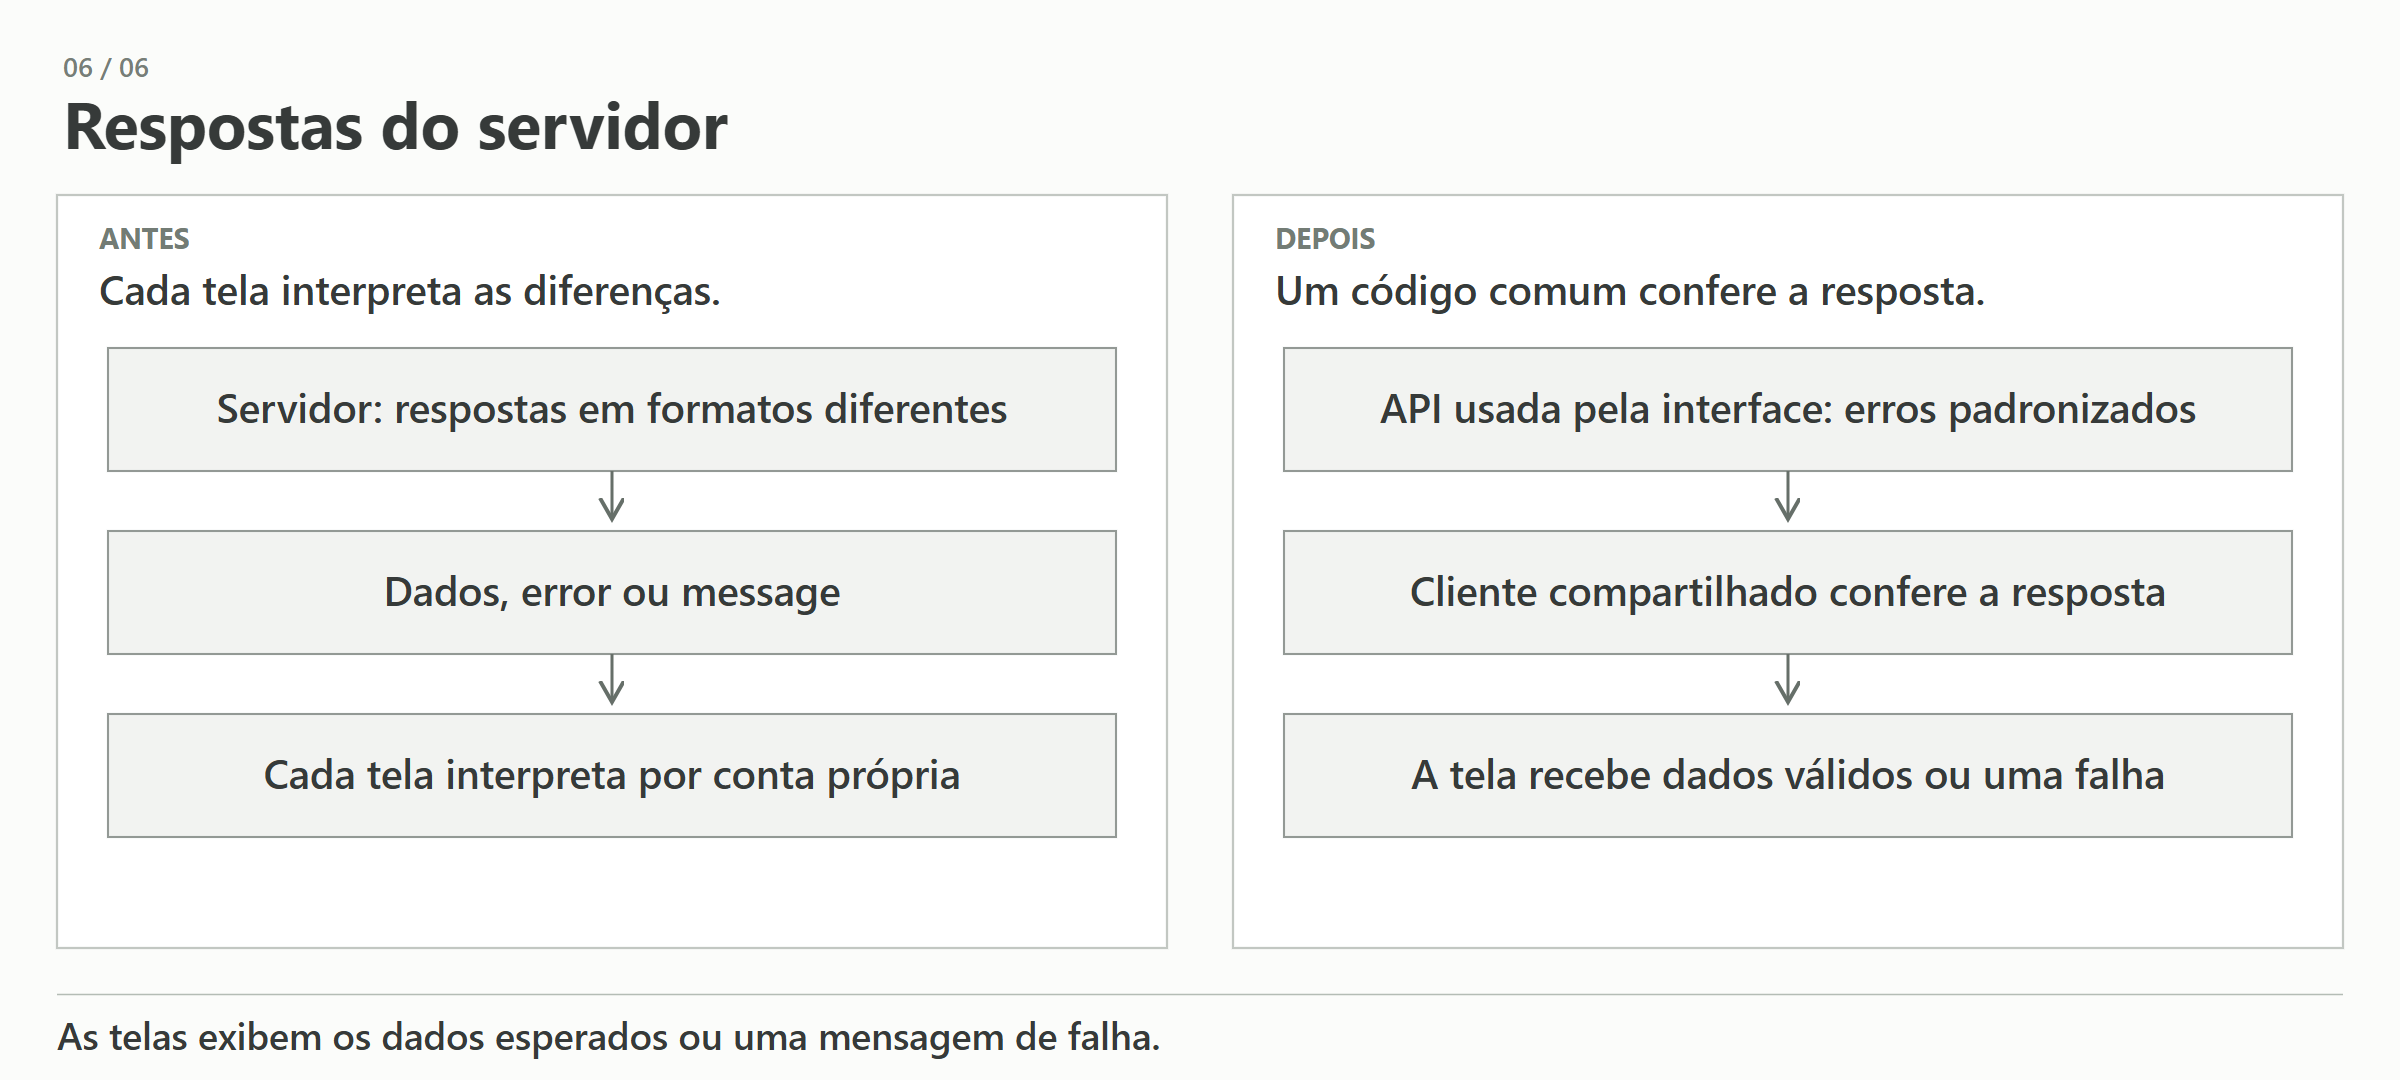 06 / 06
Respostas do servidor
ANTES
Cada tela interpreta as diferenças.
Servidor: respostas em formatos diferentes
Dados, error ou message
Cada tela interpreta por conta própria
DEPOIS
Um código comum confere a resposta.
API usada pela interface: erros padronizados
Cliente compartilhado confere a resposta
A tela recebe dados válidos ou uma falha
As telas exibem os dados esperados ou uma mensagem de falha.